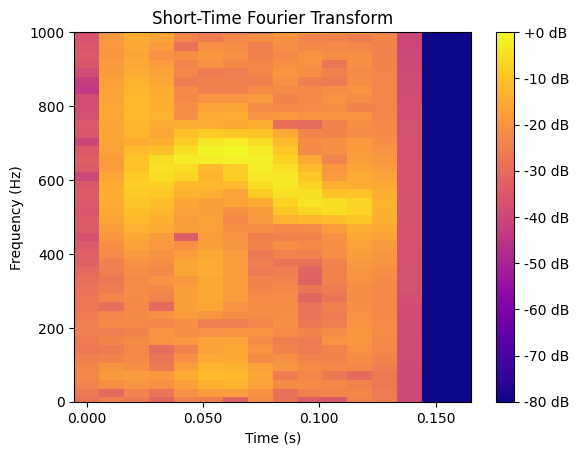 Short-Time Fourier Transform
Frequency (Hz)
1000
800
600
400
200
0
0.000
0.050
0.100
0.150
Time (s)
+0 dB
-10 dB
-20 dB
-30 dB
-40 dB
-50 dB
-60 dB
-70 dB
-80 dB